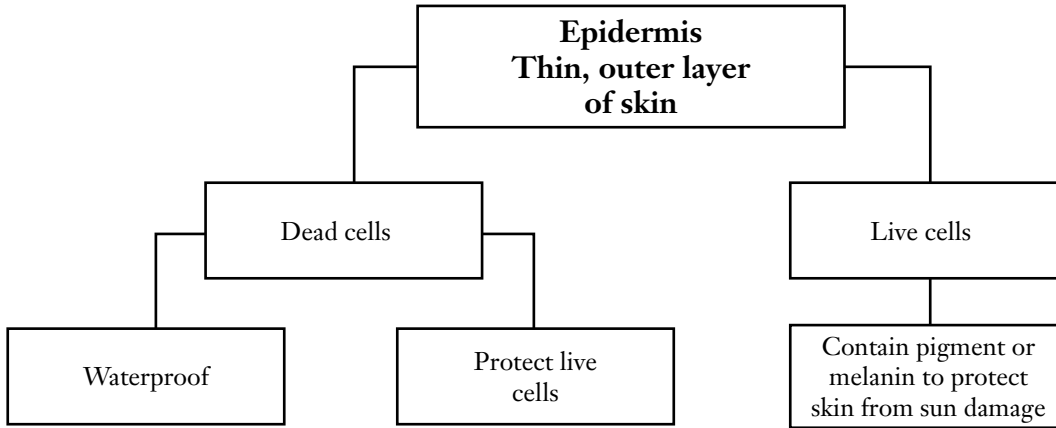 Epidermis
Thin, outer layer
of skin
Dead cells
Live cells
Waterproof
Protect live
cells
Contain pigment or
melanin to protect
skin from sun damage